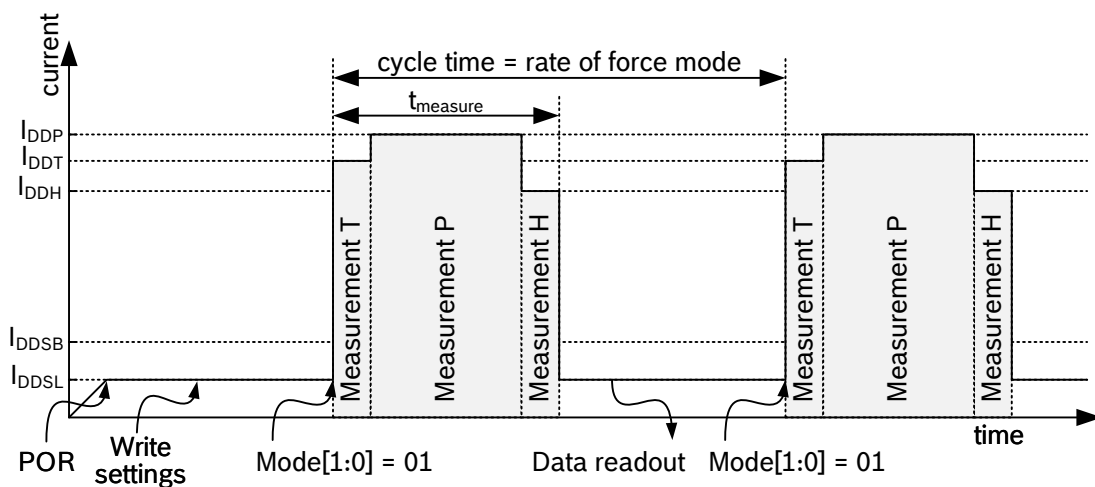 current
cycle time = rate of force mode
tmeasure
IDDP
IDDT
IDDH
Measurement T
Measurement P
Measurement H
Measurement T
Measurement P
Measurement H
IDDSB
IDDSL
time
POR
Write
settings
Mode[1:0] = 01
Data readout
Mode[1:0] = 01